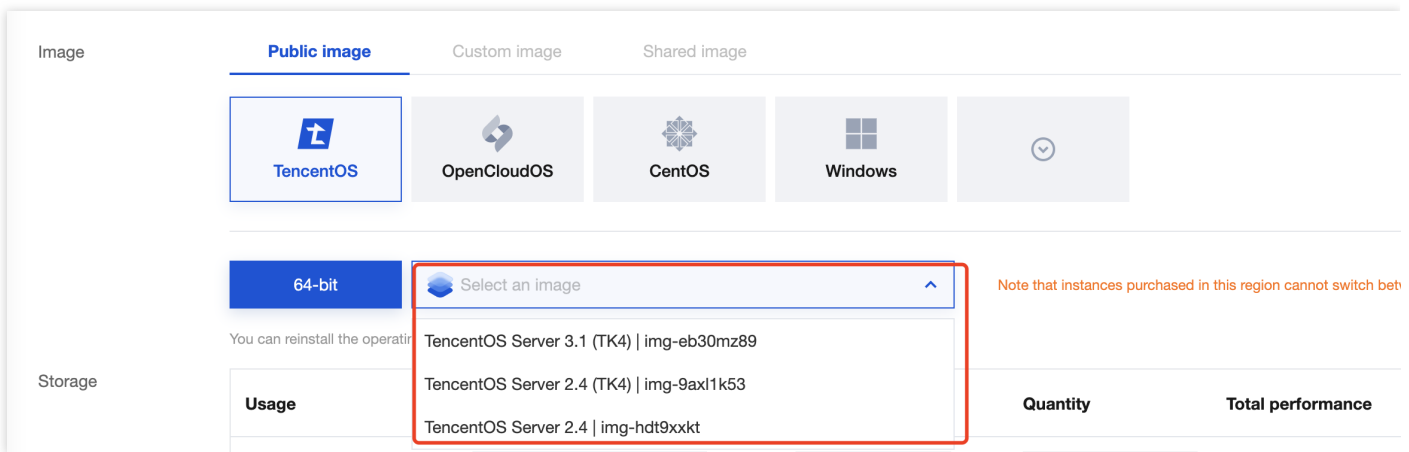 Image
Public image
Custom image
Shared image
TencentOS
OpenCloudOS
CentOS
Windows
64-bit
Select an image
Note that instances purchased in this region cannot switch
You can reinstall the
TencentOS Server 3.1 (TK4) | img-eb30mz89
TencentOS Server 2.4 (TK4) | img-9axl1k53
TencentOS Server 2.4 | img-hdt9xxkt
Storage
Usage
Quantity
Total performance